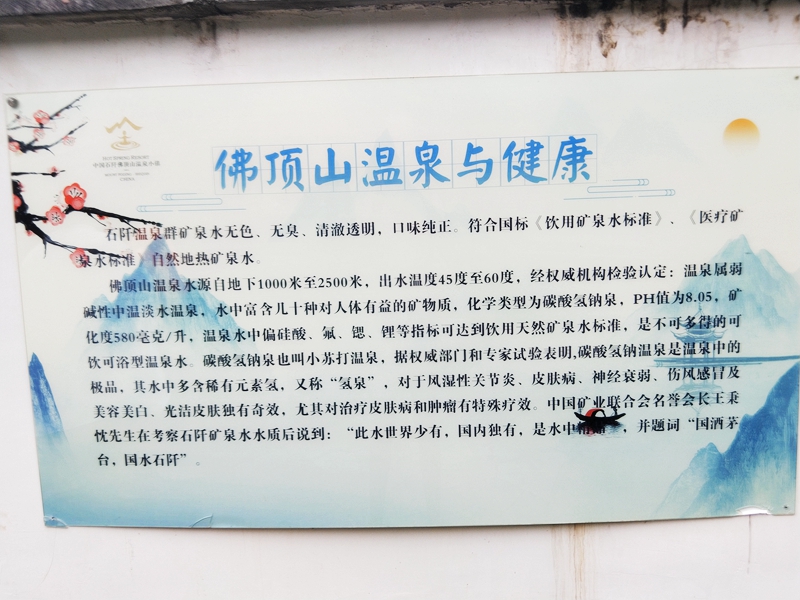 中国石阡佛顶山温泉小镇
佛顶山温泉与健康
石阡温泉群矿泉水无色、无臭、清澈透明，口味纯正。符合国标《饮用矿泉水标准》、《医疗矿
泉水标准》自然地热矿泉水。
佛顶山温泉水源自地下1000米至2500米，出水温度45度至60度，经权威机构检验认定：温泉属弱
碱性中温淡水温泉，水中富含几十种对人体有益的矿物质，化学类型为碳酸氢钠泉，PH值为8.05，矿
化度580毫克/升，温泉水中偏硅酸、氟、锶、锂等指标可达到饮用天然矿泉水标准，是不可多得的可
饮可浴型温泉水。碳酸氢钠泉也叫小苏打温泉，据权威部门和专家试验表明,碳酸氢钠温泉是温泉中的
极品，其水中多含稀有元素氡，又称“氡泉”，对于风湿性关节炎、皮肤病、神经衰弱、伤风感冒及
美容美白、光洁皮肤独有奇效，尤其对治疗皮肤病和肿瘤有特殊疗效。中国矿业联合会名誉会长王秉
忱先生在考察石阡矿泉水水质后说到：“此水世界少有，国内独有，是水中”，并题词“国酒茅
台，国水石阡”。